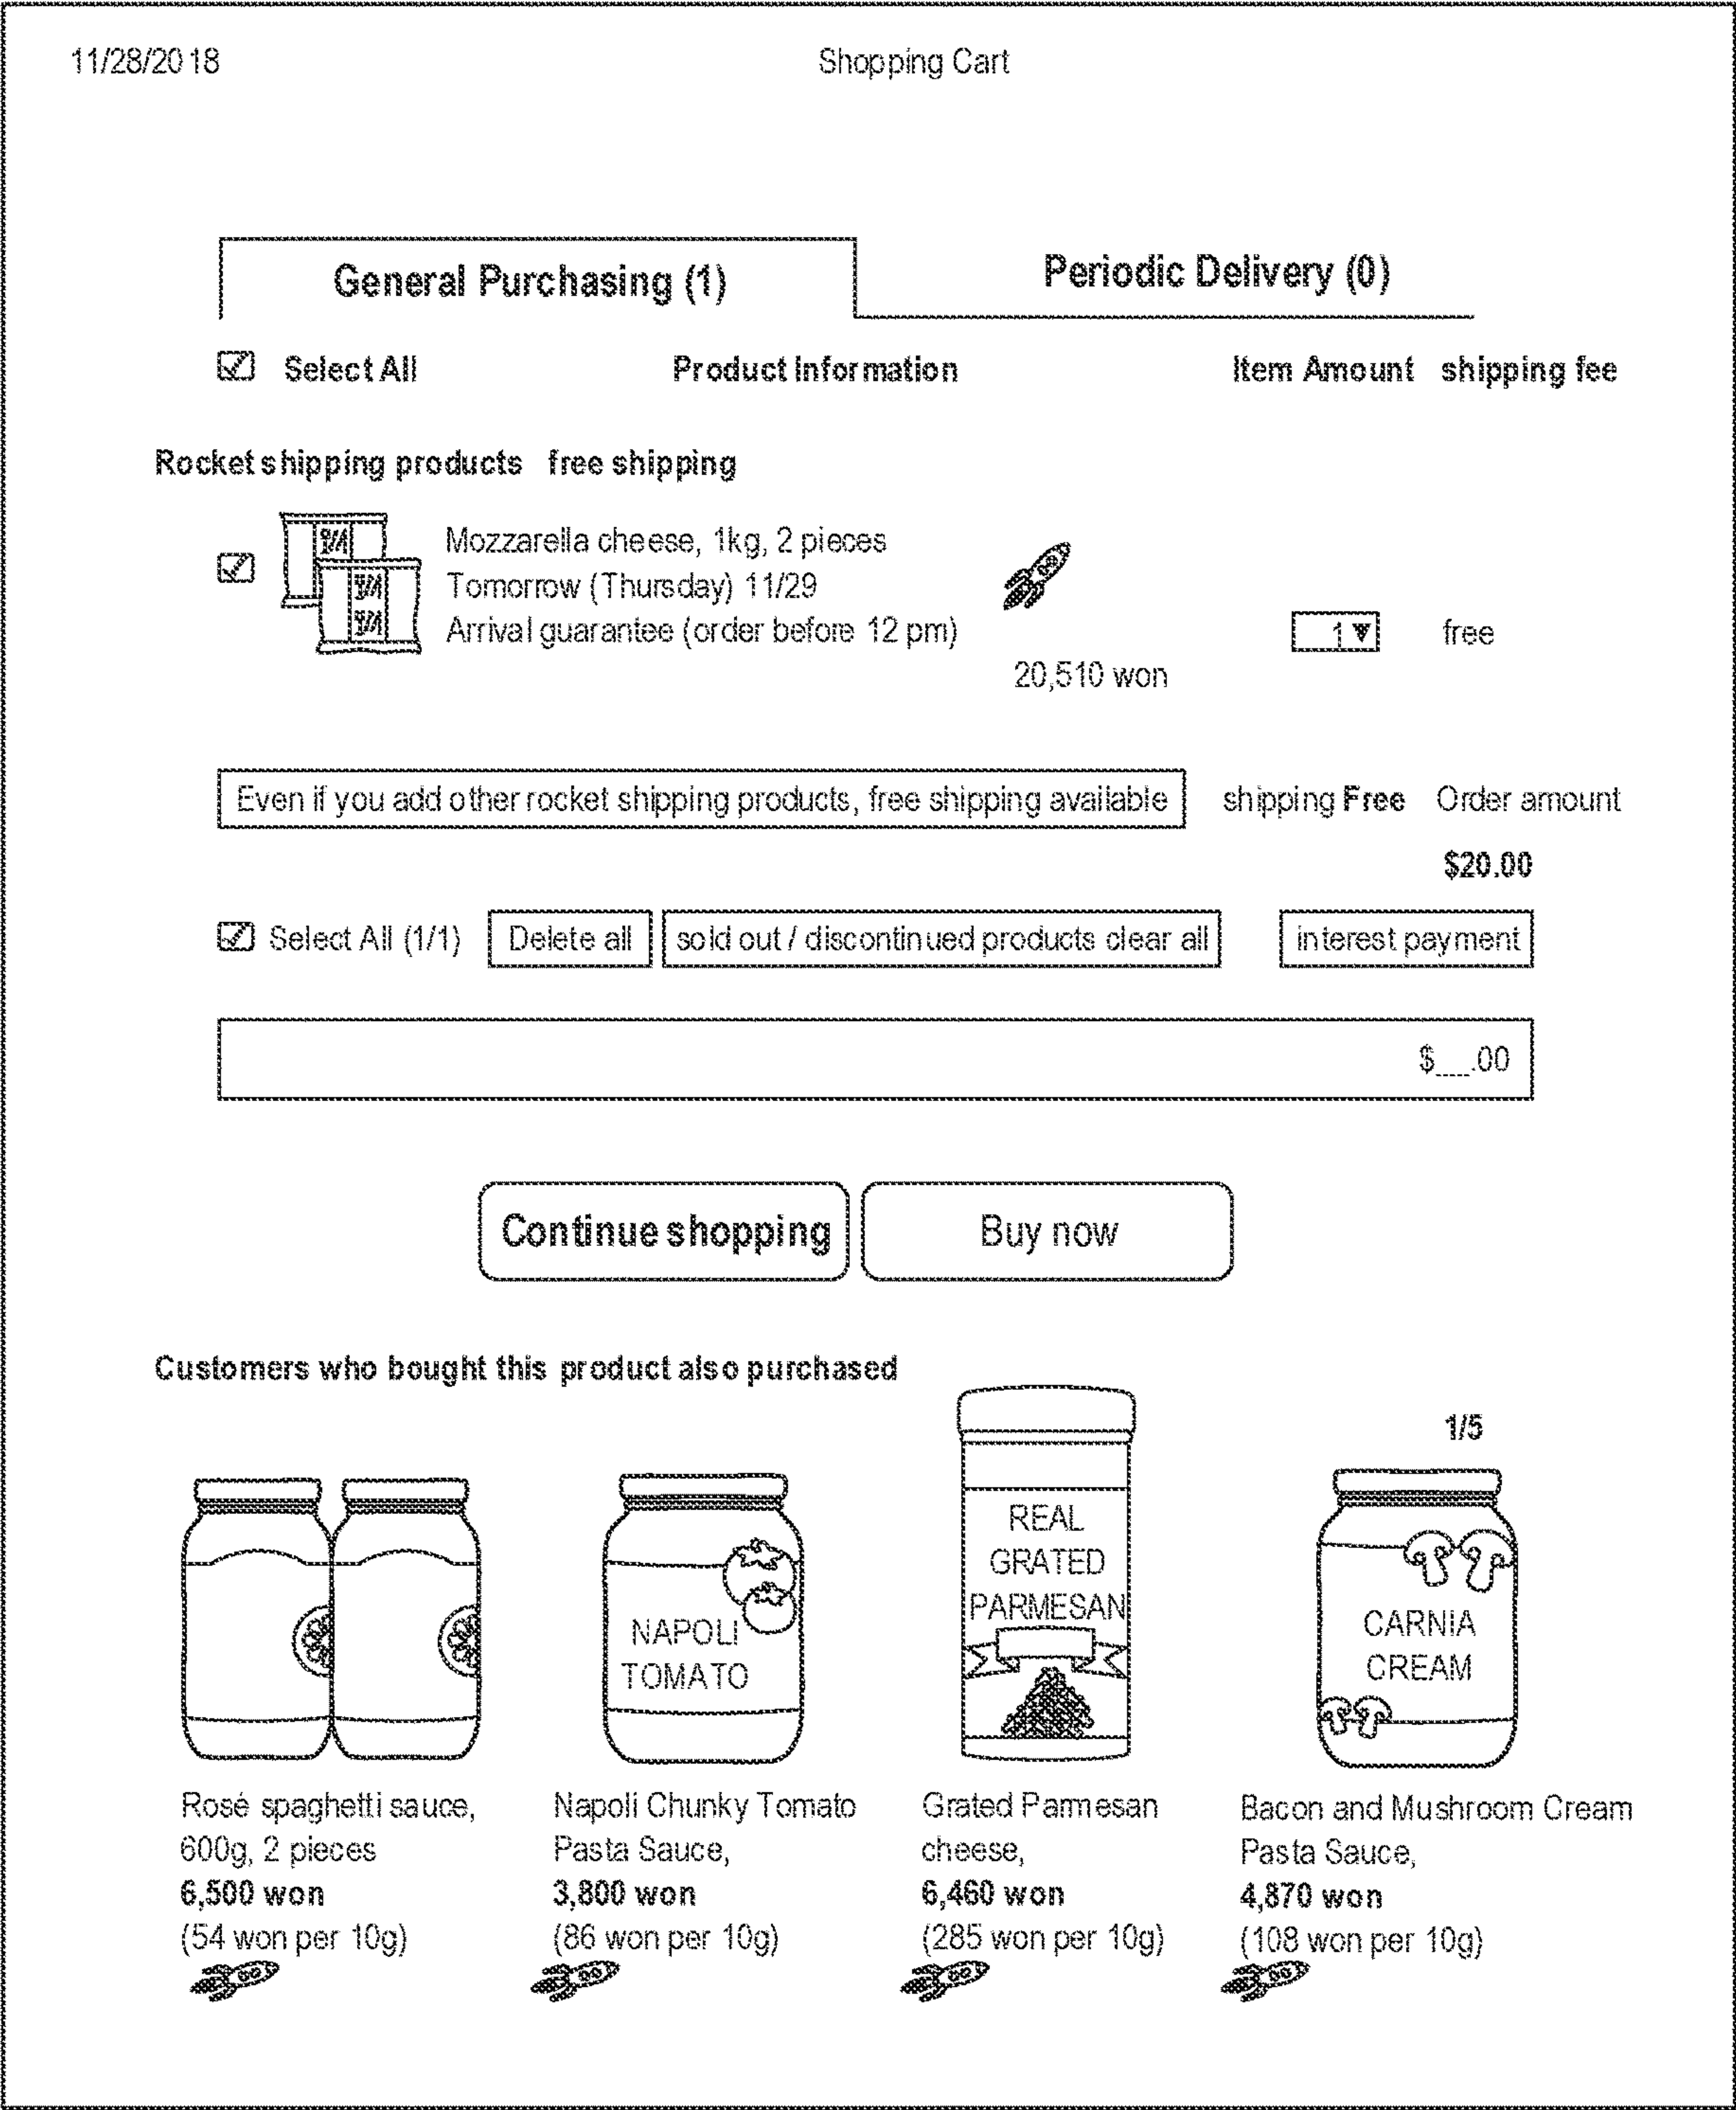 11/28/2018 Shopping Cart
General Purchasing (1) Periodic Delivery (0)
Select All Product Information Item Amount shipping fee
Rocket shipping products free shipping
Mozzarella cheese, 1kg, 2 pieces
Tomorrow (Thursday) 11/29
Arrival guarantee (order before 12 pm)
1 ▼ free
20,510 won
Even if you add other rocket shipping products, free shipping available shipping Free Order amount
$20.00
Select All (1/1) Delete all sold out / discontinued products clear all interest payment
$___.00
Continue shopping Buy now
Customers who bought this product also purchased
1/5
NAPOLI
TOMATO
REAL
GRATED
PARMESAN
CARNIA
CREAM
Rosé spaghetti sauce,
600g, 2 pieces
6,500 won
(54 won per 10g)
Napoli Chunky Tomato
Pasta Sauce,
3,800 won
(86 won per 10g)
Grated Parmesan
cheese,
6,460 won
(285 won per 10g)
Bacon and Mushroom Cream
Pasta Sauce,
4,870 won
(108 won per 10g)